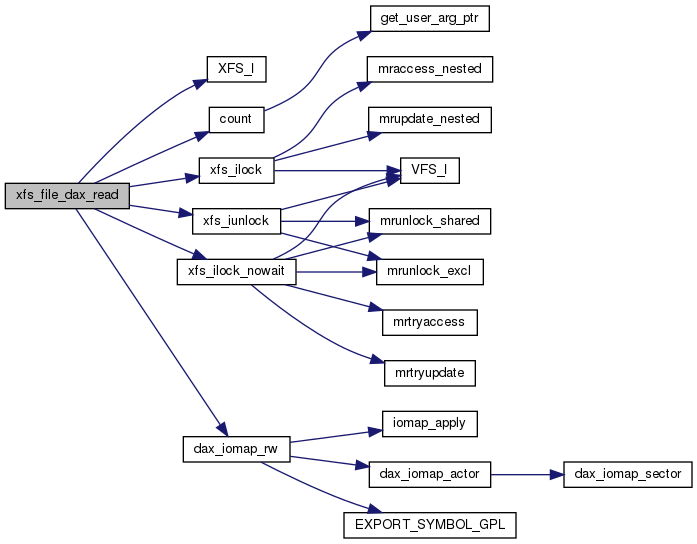 get_user_arg_ptr
XFS_I
mraccess_nested
count
mrupdate_nested
xfs_ilock
VFS_I
xfs_file_dax_read
xfs_iunlock
mrunlock_shared
xfs_ilock_nowait
mrunlock_excl
mrtryaccess
mrtryupdate
iomap_apply
dax_iomap_rw
dax_iomap_actor
dax_iomap_sector
EXPORT_SYMBOL_GPL